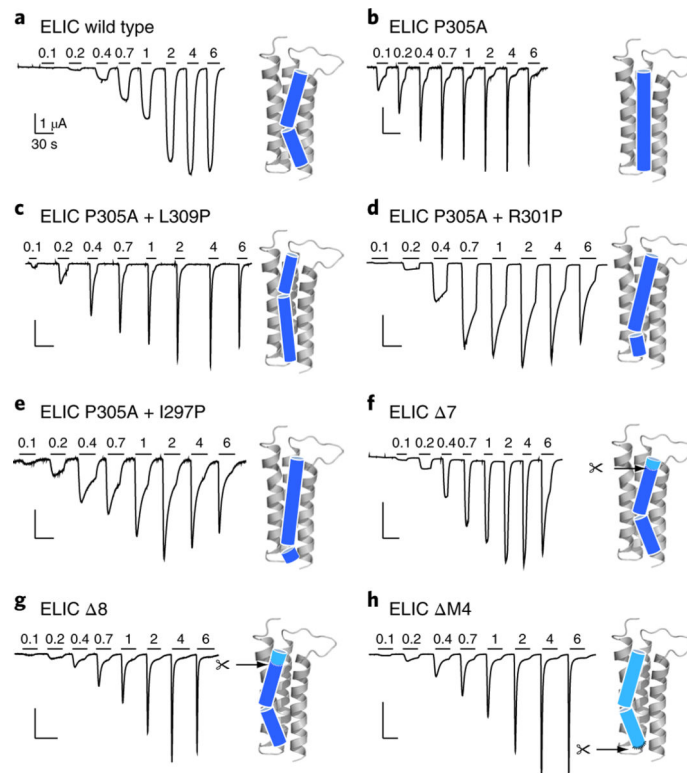 a ELIC wild type
0.1 0.2 0.4 0.7 1 2 4 6
1 μA
30 s
b ELIC P305A
0.1 0.2 0.4 0.7 1 2 4 6
c ELIC P305A + L309P
0.1 0.2 0.4 0.7 1 2 4 6
d ELIC P305A + R301P
0.1 0.2 0.4 0.7 1 2 4 6
e ELIC P305A + I297P
0.1 0.2 0.4 0.7 1 2 4 6
f ELIC Δ7
0.1 0.2 0.4 0.7 1 2 4 6
g ELIC Δ8
0.1 0.2 0.4 0.7 1 2 4 6
h ELIC ΔM4
0.1 0.2 0.4 0.7 1 2 4 6